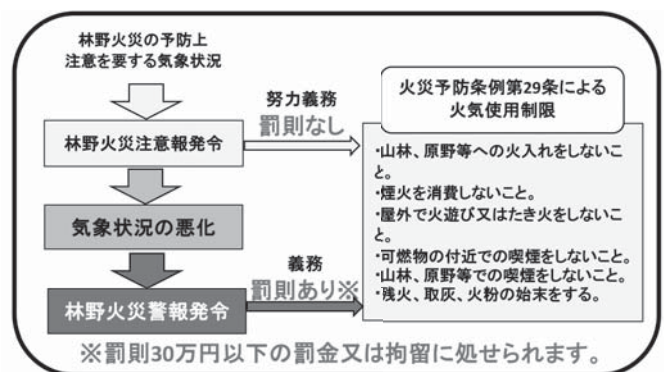 林野火災の予防上
注意を要する気象状況
林野火災注意報発令
気象状況の悪化
林野火災警報発令
努力義務
罰則なし
義務
罰則あり※
火災予防条例第29条による
火気使用制限
・山林、原野等への火入れをしないこ
と。
・煙火を消費しないこと。
・屋外で火遊び又はたき火をしないこ
と。
・可燃物の付近での喫煙をしないこと。
・山林、原野等での喫煙をしないこと。
・残火、取灰、火粉の始末をする。
※罰則30万円以下の罰金又は拘留に処せられます。